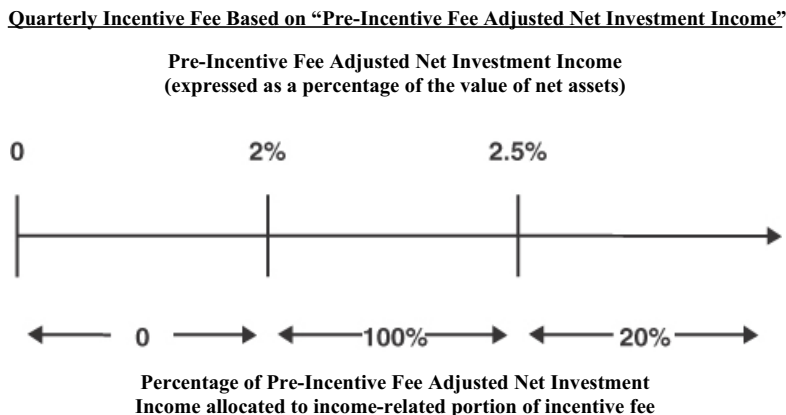 Quarterly Incentive Fee Based on “Pre-Incentive Fee Adjusted Net Investment Income”
Pre-Incentive Fee Adjusted Net Investment Income
(expressed as a percentage of the value of net assets)
0 2% 2.5%
0 100% 20%
Percentage of Pre-Incentive Fee Adjusted Net Investment
Income allocated to income-related portion of incentive fee